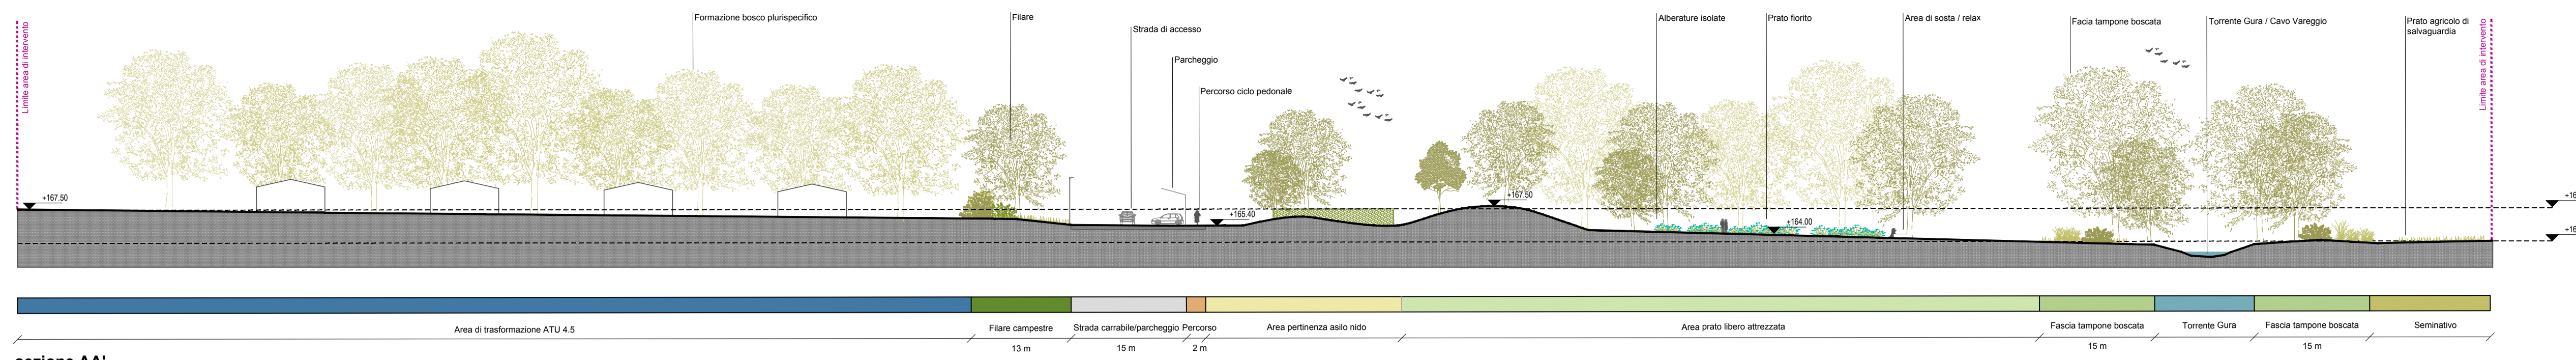 Limite area di intervento
Formazione bosco plurispecifico
Filare
Strada di accesso
Parcheggio
Percorso ciclo pedonale
Alberature isolate
Prato fiorito
Area di sosta / relax
Facia tampone boscata
Torrente Gura / Cavo Vareggio
Prato agricolo di
salvaguardia
Limite area di intervento
+167.50
+165.40
+167.50
+164.00
Area di trasformazione ATU 4.5
Filare campestre
Strada carrabile/parcheggio
Percorso
Area pertinenza asilo nido
Area prato libero attrezzata
Fascia tampone boscata
Torrente Gura
Fascia tampone boscata
Seminativo
13 m
15 m
2 m
15 m
15 m
sezione AA'